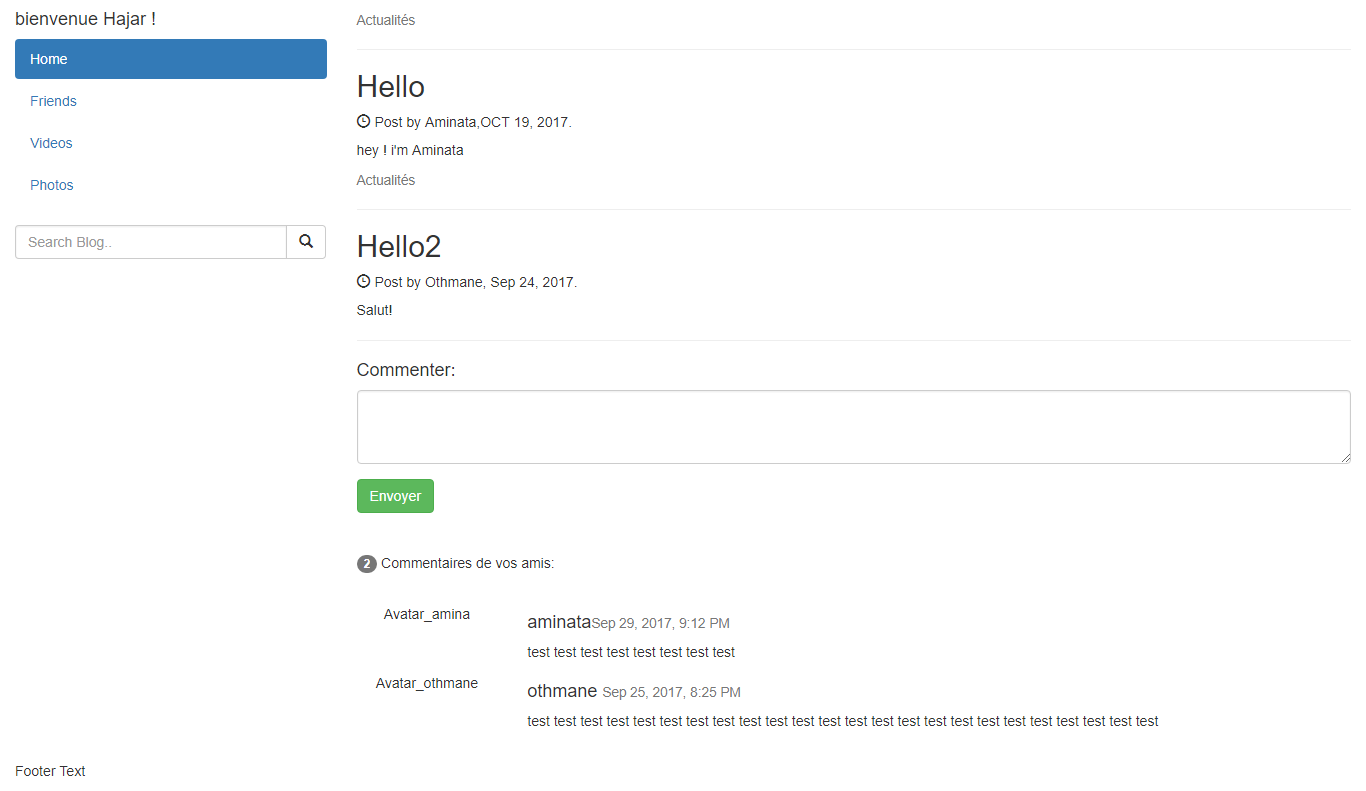 bienvenue Hajar !
Home
Friends
Videos
Photos
Search Blog..
Actualités
Hello
Post by Aminata,OCT 19, 2017.
hey ! i'm Aminata
Actualités
Hello2
Post by Othmane, Sep 24, 2017.
Salut!
Commenter:
Envoyer
2 Commentaires de vos amis:
Avatar_amina
aminataSep 29, 2017, 9:12 PM
test test test test test test test test
Avatar_othmane
othmane Sep 25, 2017, 8:25 PM
test test test test test test test test test test test test test test test test test test test test test test test test
Footer Text